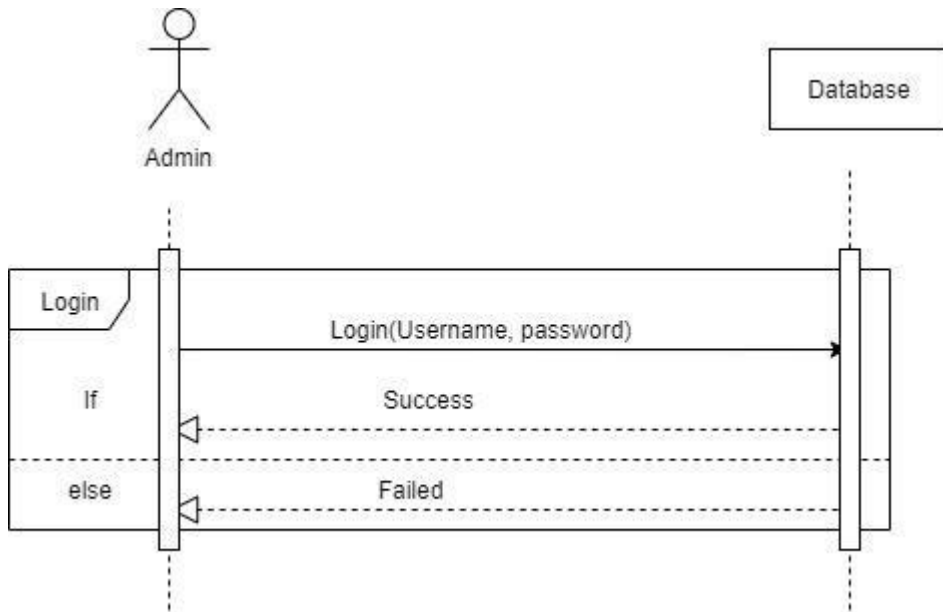 Database
Admin
Login
Login(Username, password)
If
Success
else
Failed